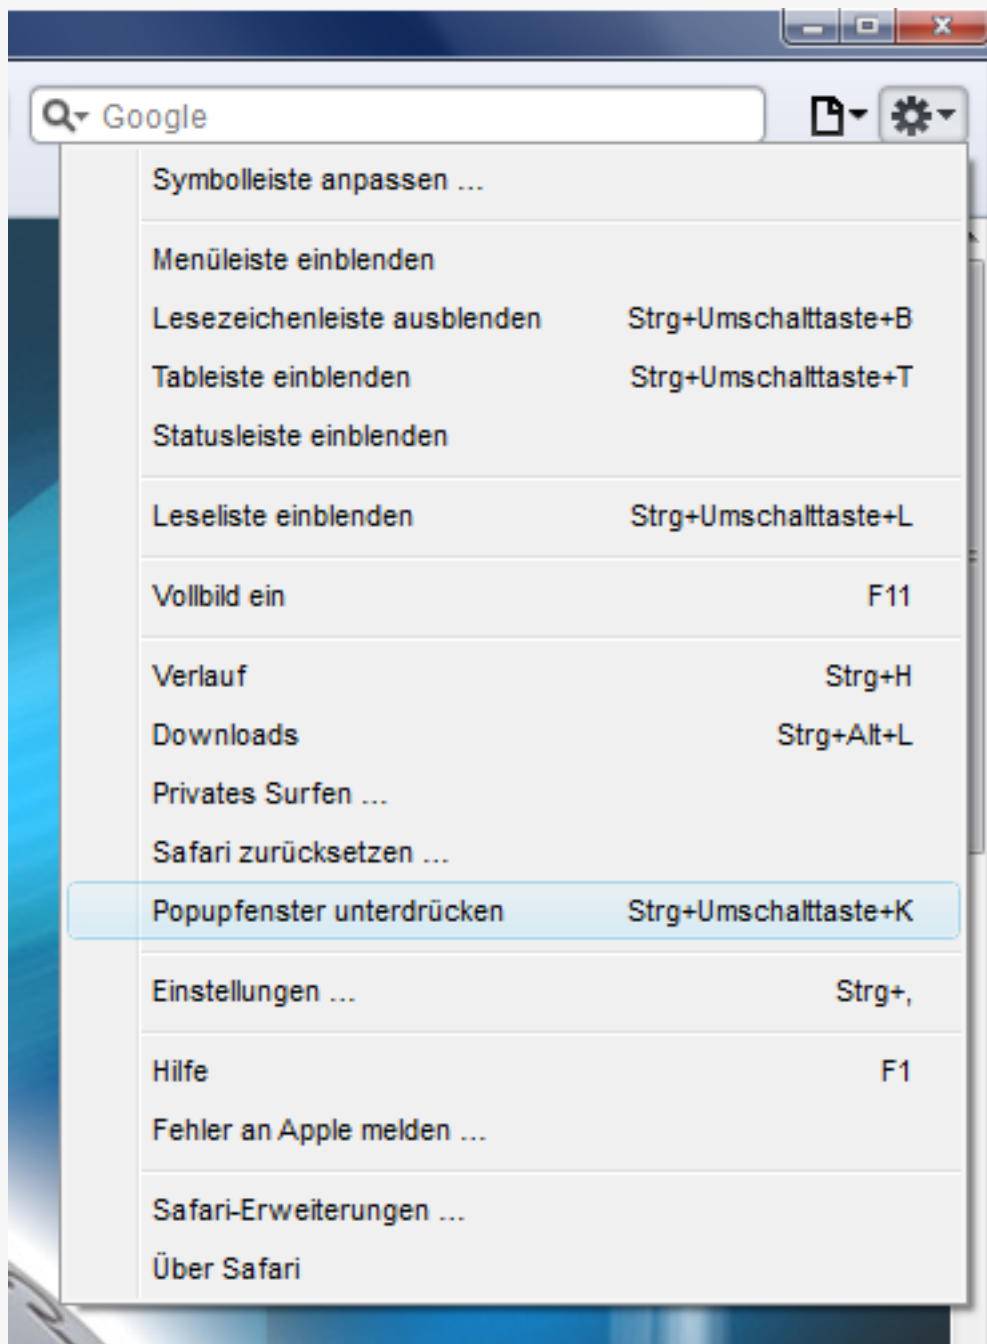 Google
Symbolleiste anpassen ...
Menüleiste einblenden
Lesezeichenleiste ausblenden Strg+Umschalttaste+B
Tableiste einblenden Strg+Umschalttaste+T
Statusleiste einblenden
Leseliste einblenden Strg+Umschalttaste+L
Vollbild ein F11
Verlauf Strg+H
Downloads Strg+Alt+L
Privates Surfen ...
Safari zurücksetzen ...
Popupfenster unterdrücken Strg+Umschalttaste+K
Einstellungen ... Strg+,
Hilfe F1
Fehler an Apple melden ...
Safari-Erweiterungen ...
Über Safari